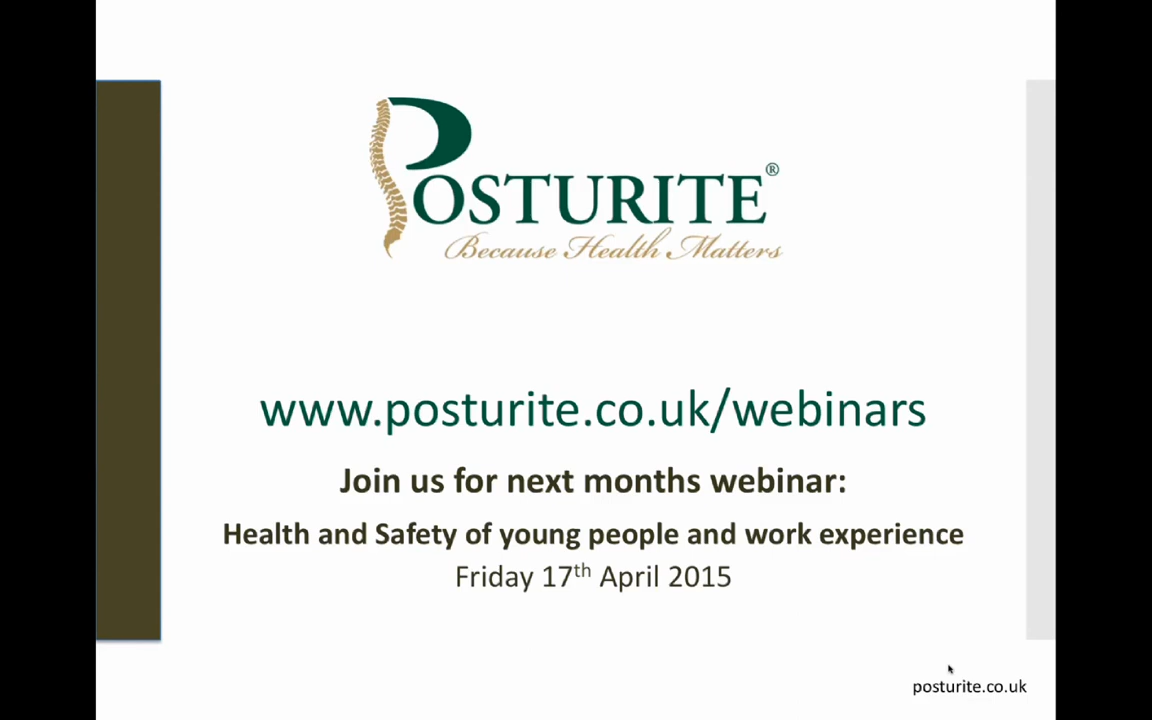 POSTURITE®
Because Health Matters
www.posturite.co.uk/webinars
Join us for next months webinar:
Health and Safety of young people and work experience
Friday 17th April 2015
posturite.co.uk